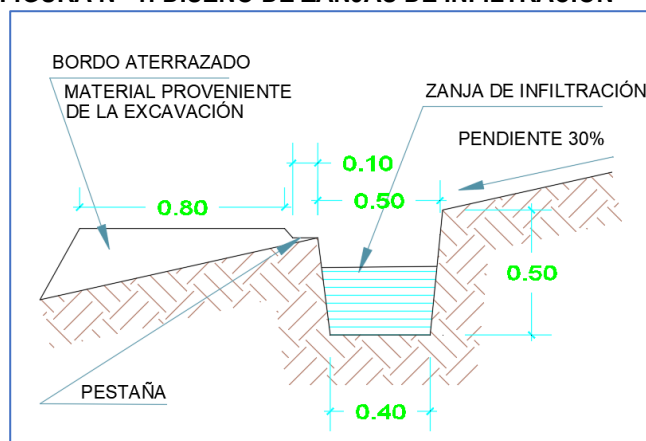 BORDO ATERRAZADO
MATERIAL PROVENIENTE
DE LA EXCAVACIÓN
ZANJA DE INFILTRACIÓN
PENDIENTE 30%
0.10
0.80
0.50
0.50
PESTAÑA
0.40